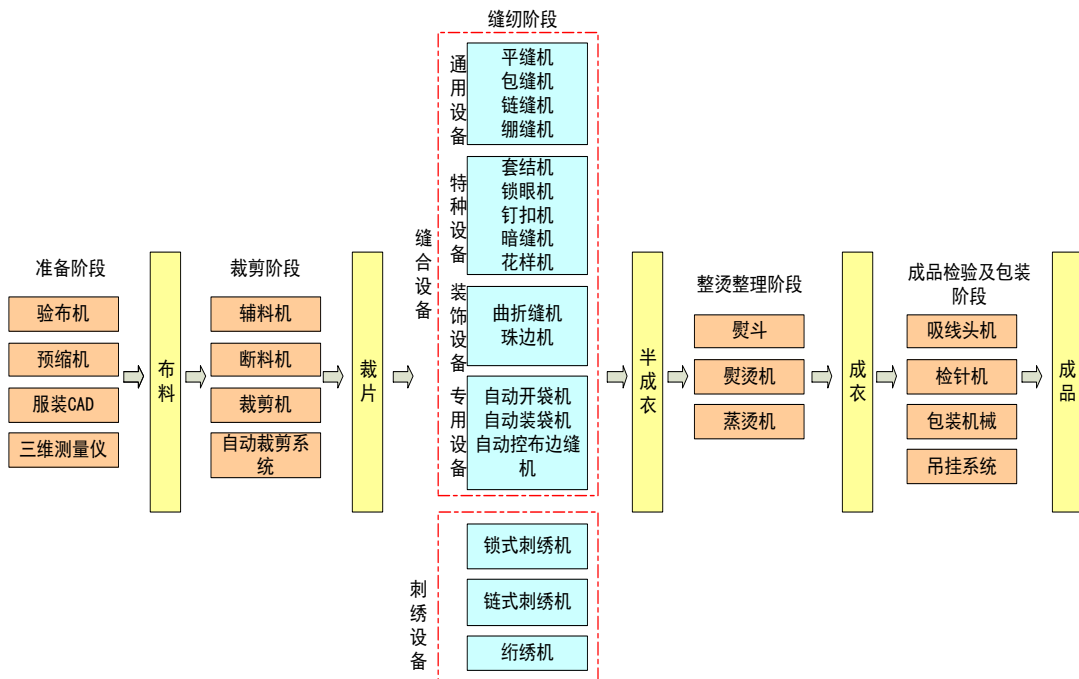 准备阶段
验布机
预缩机
服装CAD
三维测量仪
布料
裁剪阶段
辅料机
断料机
裁剪机
自动裁剪系
统
裁片
缝纫阶段
缝合设备
通用设备
平缝机
包缝机
链缝机
绷缝机
特种设备
套结机
锁眼机
钉扣机
暗缝机
花样机
装饰设备
曲折缝机
珠边机
专用设备
自动开袋机
自动装袋机
自动控布边缝
机
刺绣设备
锁式刺绣机
链式刺绣机
绗绣机
半成衣
整烫整理阶段
熨斗
熨烫机
蒸烫机
成衣
成品检验及包装
阶段
吸线头机
检针机
包装机械
吊挂系统
成品